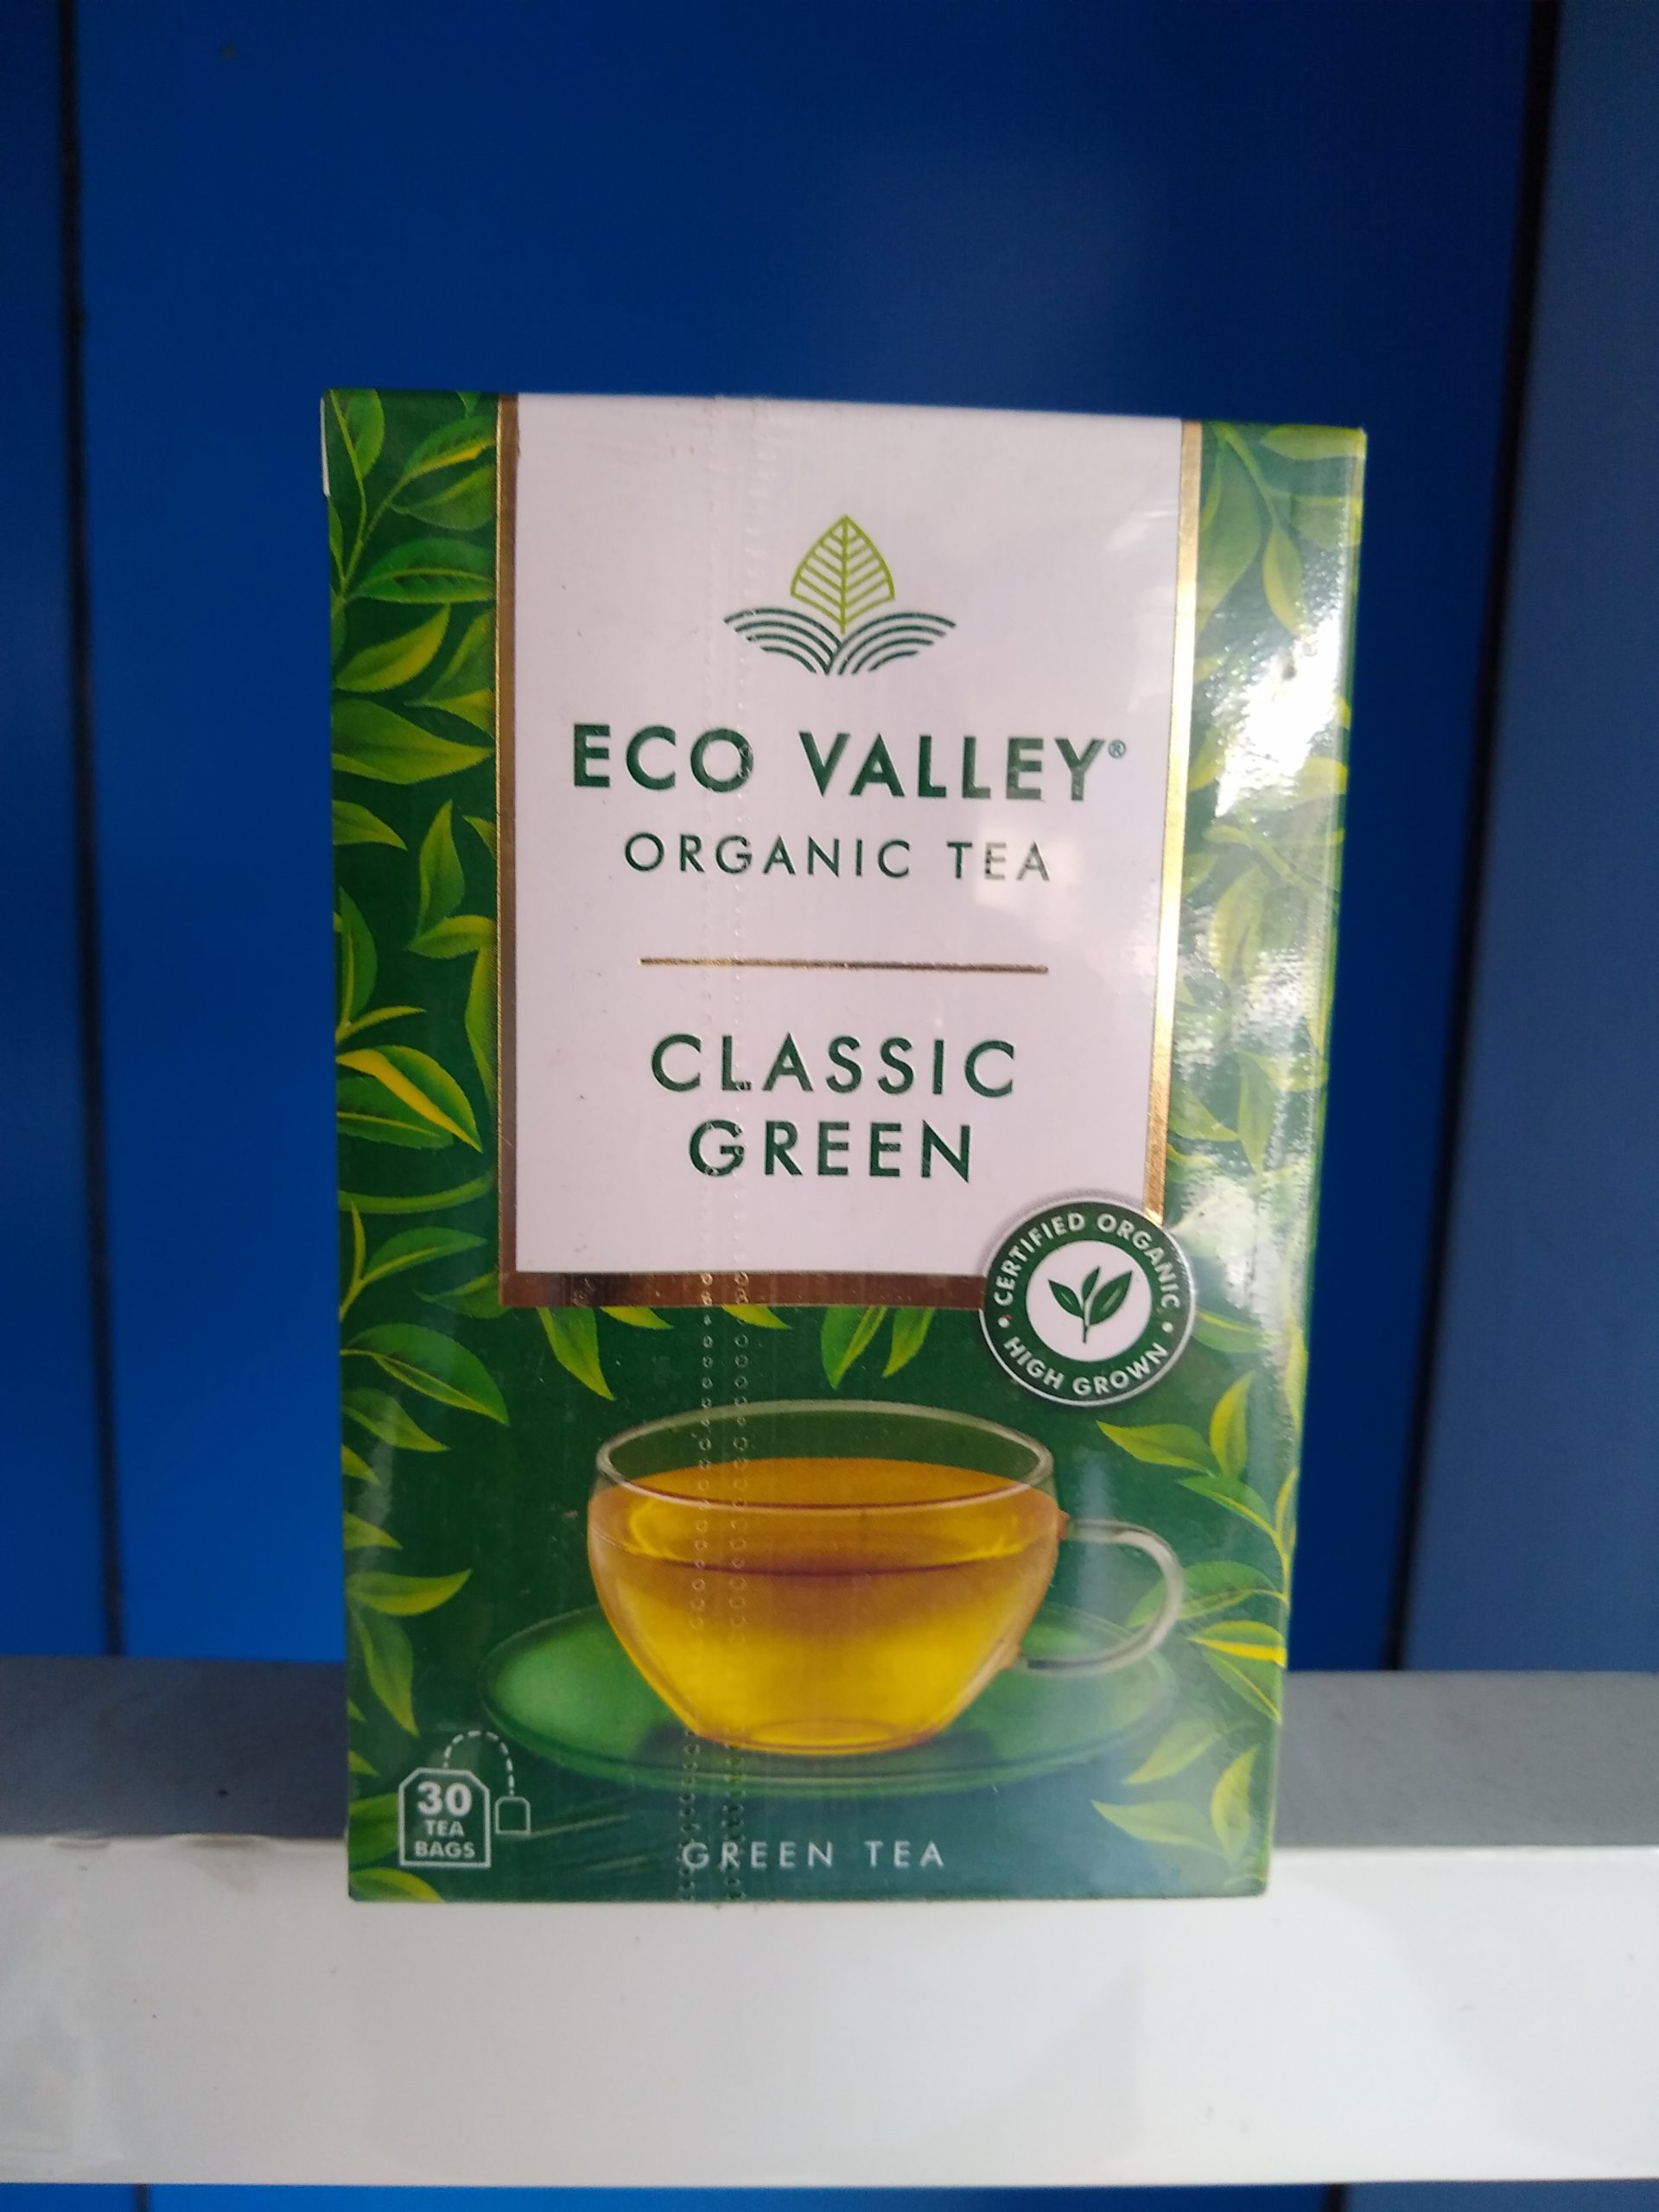 ECO VALLEY®
ORGANIC TEA
CLASSIC
GREEN
CERTIFIED ORGANIC
• HIGH GROWN •
30
TEA
BAGS
GREEN TEA